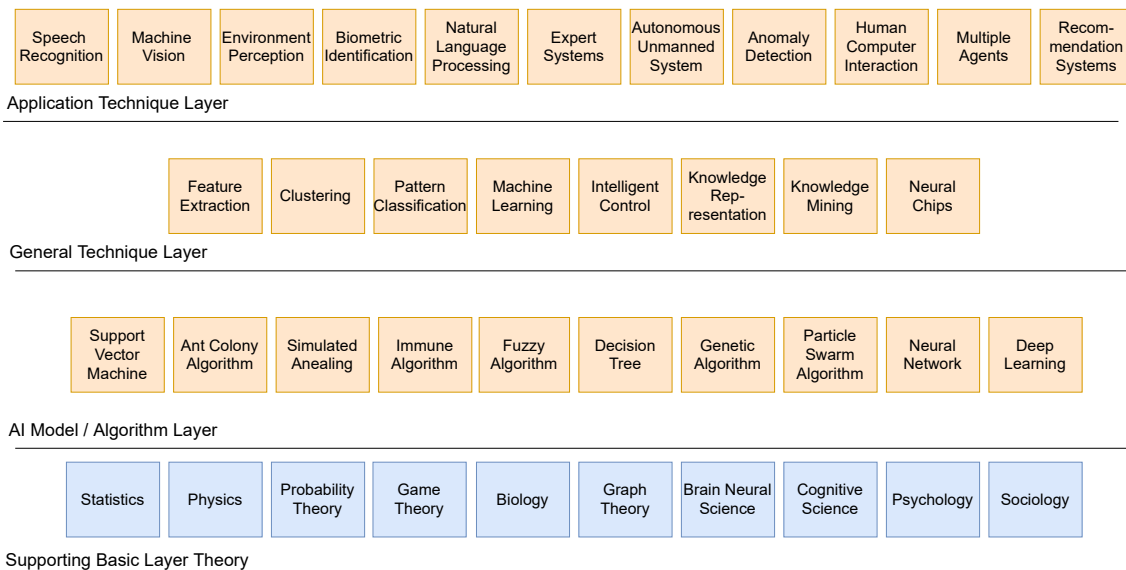 Speech
Recognition
Machine
Vision
Environment
Perception
Biometric
Identification
Natural
Language
Processing
Expert
Systems
Autonomous
Unmanned
System
Anomaly
Detection
Human
Computer
Interaction
Multiple
Agents
Recom-
mendation
Systems
Application Technique Layer
Feature
Extraction
Clustering
Pattern
Classification
Machine
Learning
Intelligent
Control
Knowledge
Rep-
resentation
Knowledge
Mining
Neural
Chips
General Technique Layer
Support
Vector
Machine
Ant Colony
Algorithm
Simulated
Anealing
Immune
Algorithm
Fuzzy
Algorithm
Decision
Tree
Genetic
Algorithm
Particle
Swarm
Algorithm
Neural
Network
Deep
Learning
AI Model / Algorithm Layer
Statistics
Physics
Probability
Theory
Game
Theory
Biology
Graph
Theory
Brain Neural
Science
Cognitive
Science
Psychology
Sociology
Supporting Basic Layer Theory